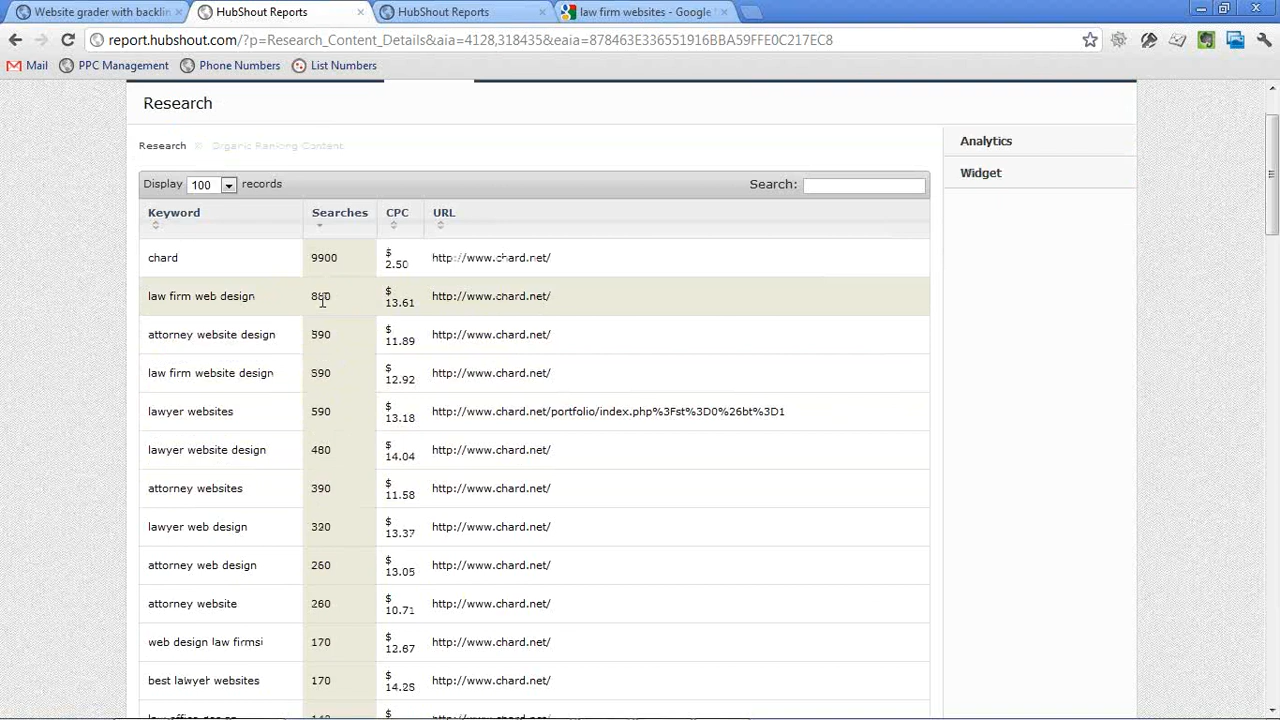 Website grader with backlin
HubShout Reports
HubShout Reports
law firm websites - Google
report.hubshout.com/?p=Research_Content_Details&aia=4128,318435&eaia=878463E336551916BBA59FFE0C217EC8
Mail PPC Management Phone Numbers List Numbers
Research
Research Organic Ranking Content
Analytics
Widget
Display 100 records Search:
Keyword Searches CPC URL
chard 9900 $ 2.50 http://www.chard.net/
law firm web design $ 13.61 http://www.chard.net/
attorney website design 590 $ 11.89 http://www.chard.net/
law firm website design 590 $ 12.92 http://www.chard.net/
lawyer websites 590 $ 13.18 http://www.chard.net/portfolio/index.php%3Fst%3D0%26bt%3D1
lawyer website design 480 $ 14.04 http://www.chard.net/
attorney websites 390 $ 11.58 http://www.chard.net/
lawyer web design 320 $ 13.37 http://www.chard.net/
attorney web design 260 $ 13.05 http://www.chard.net/
attorney website 260 $ 10.71 http://www.chard.net/
web design law firmsi 170 $ 12.67 http://www.chard.net/
best lawyer websites 170 $ 14.25 http://www.chard.net/